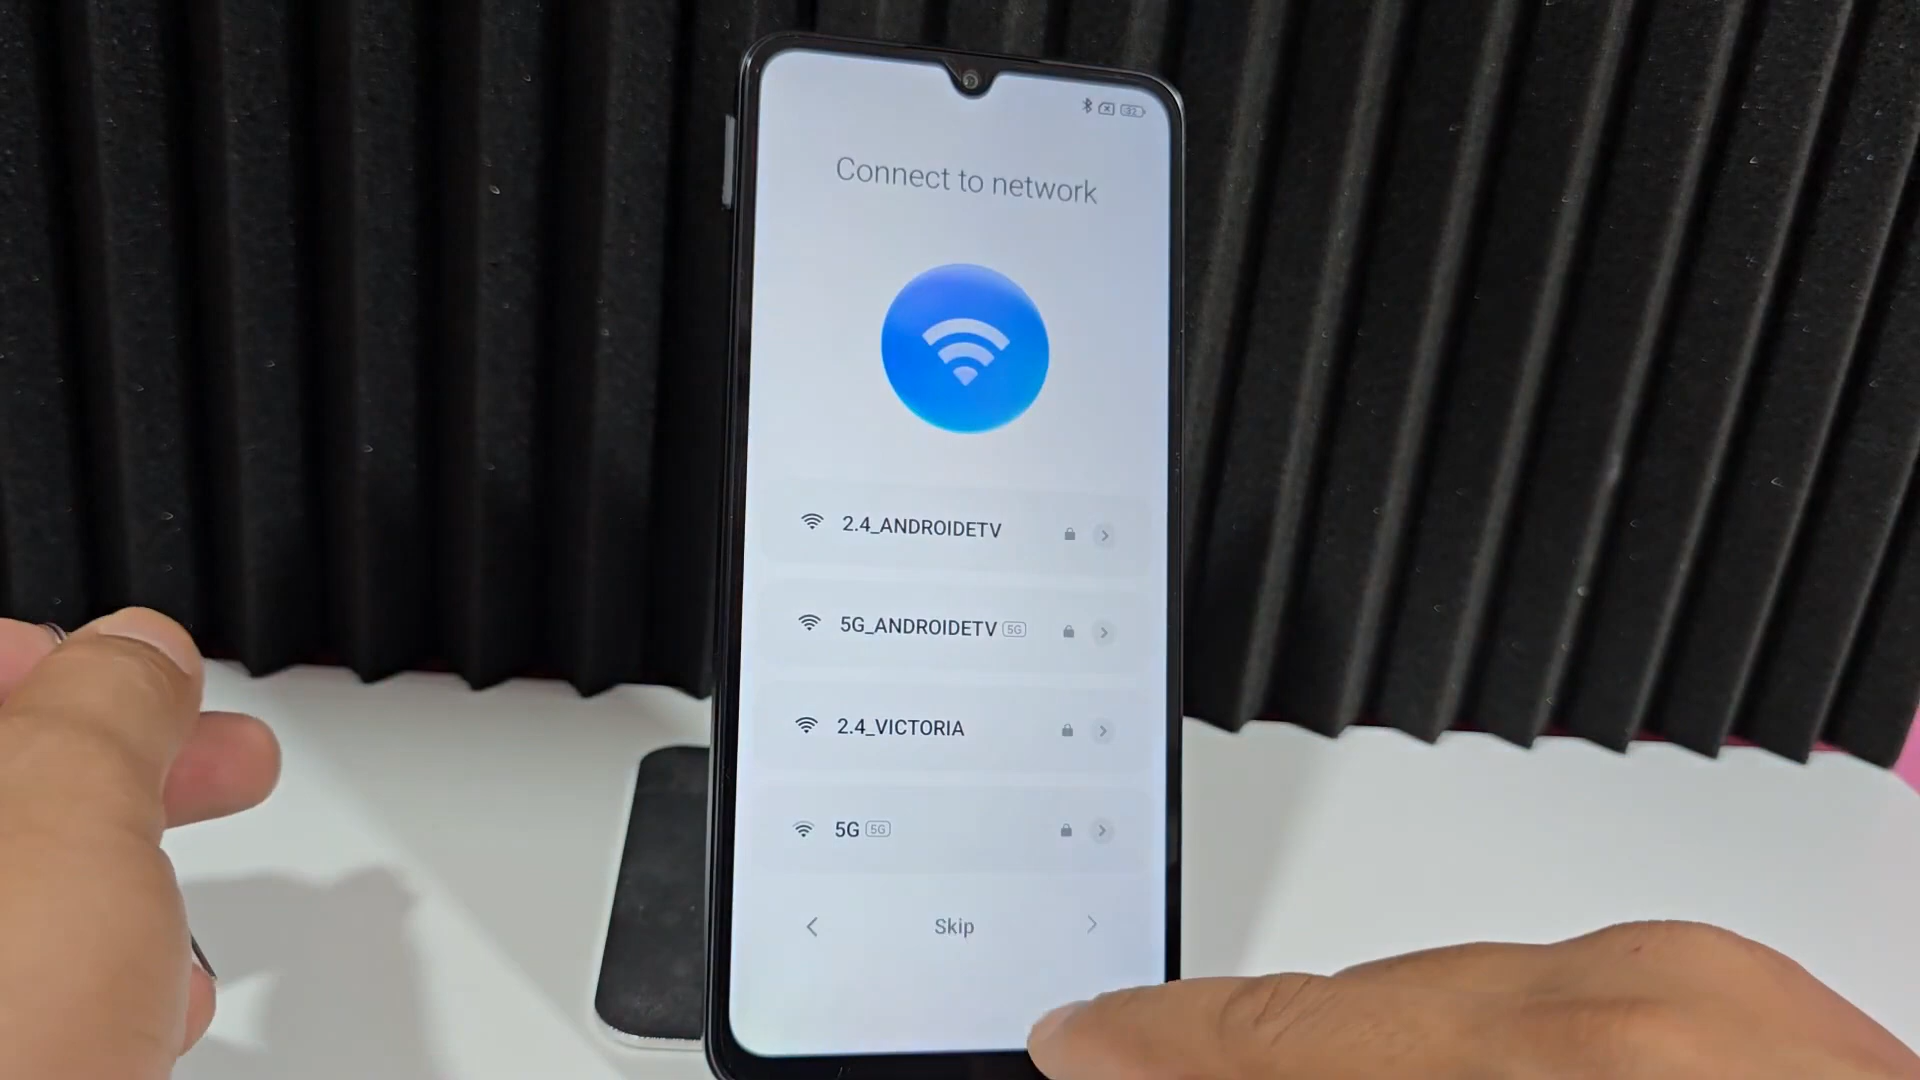 Connect to network
2.4_ANDROIDETV
5G_ANDROIDETV 5G
2.4_VICTORIA
5G 5G
Skip